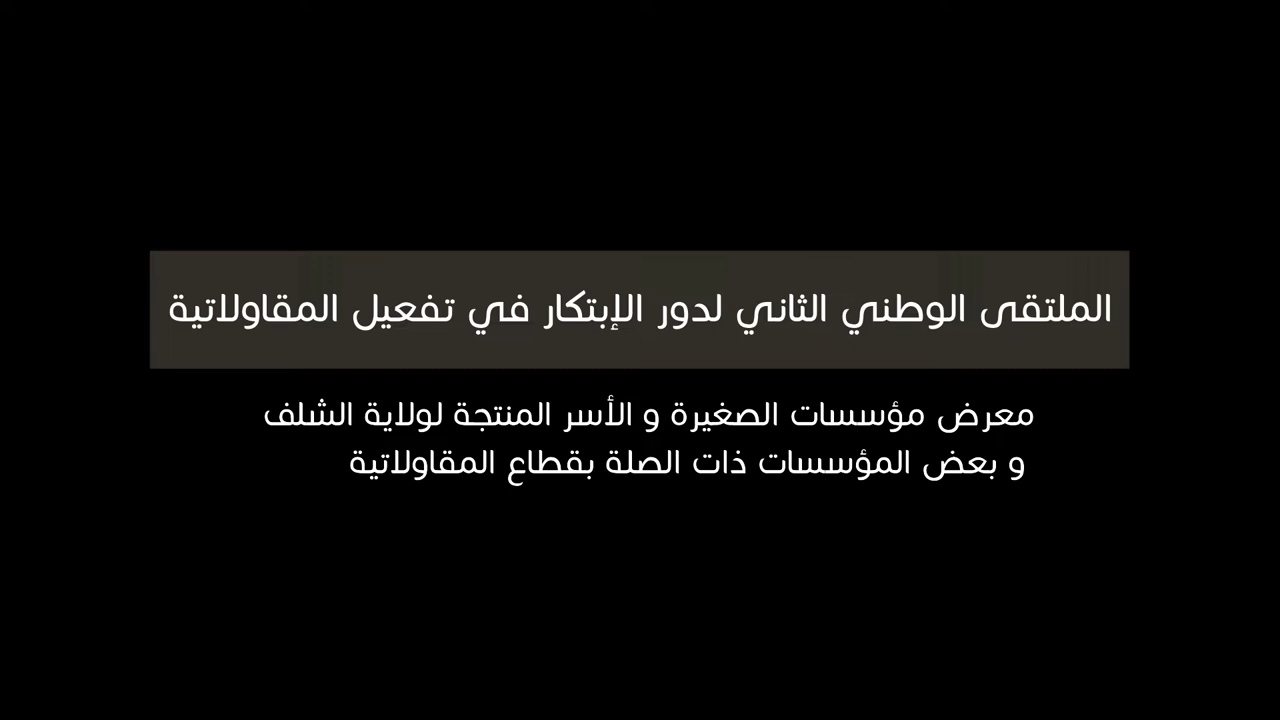 الملتقى الوطني الثاني لدور الإبتكار في تفعيل المقاولاتية
معرض مؤسسات الصغيرة و الأسر المنتجة لولاية الشلف
و بعض المؤسسات ذات الصلة بقطاع المقاولاتية